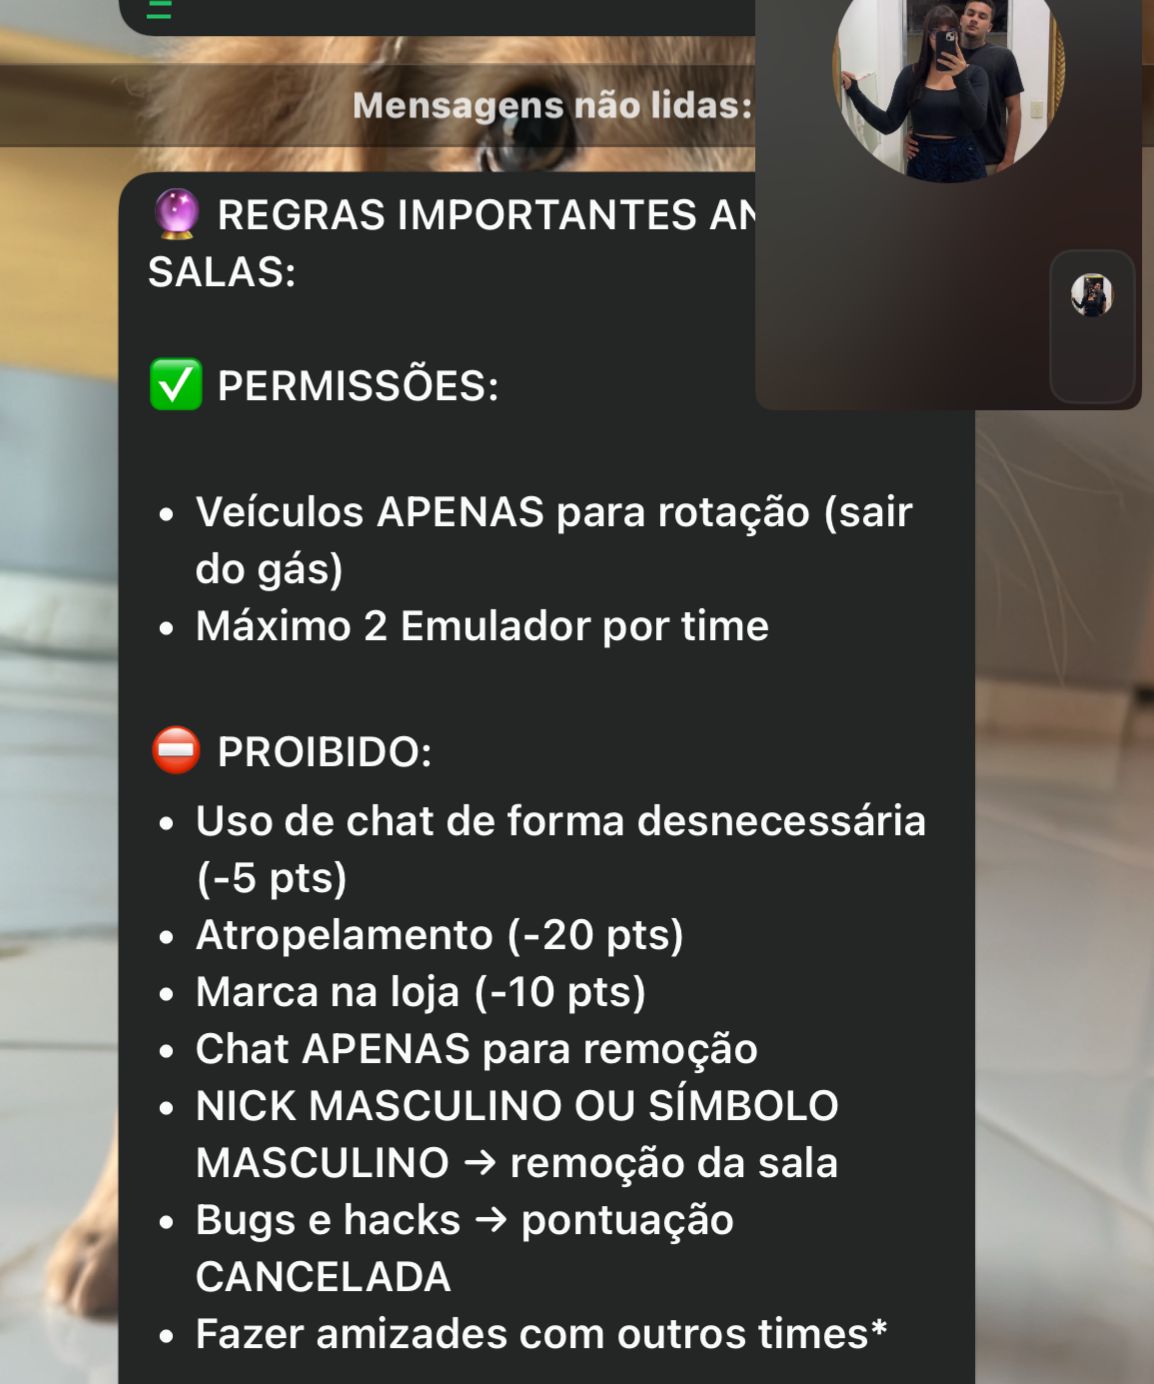 Mensagens não lidas:
🔮 REGRAS IMPORTANTES
SALAS:
✅ PERMISSÕES:
• Veículos APENAS para rotação (sair
do gás)
• Máximo 2 Emulador por time
⛔ PROIBIDO:
• Uso de chat de forma desnecessária
(-5 pts)
• Atropelamento (-20 pts)
• Marca na loja (-10 pts)
• Chat APENAS para remoção
• NICK MASCULINO OU SÍMBOLO
MASCULINO → remoção da sala
• Bugs e hacks → pontuação
CANCELADA
• Fazer amizades com outros times*